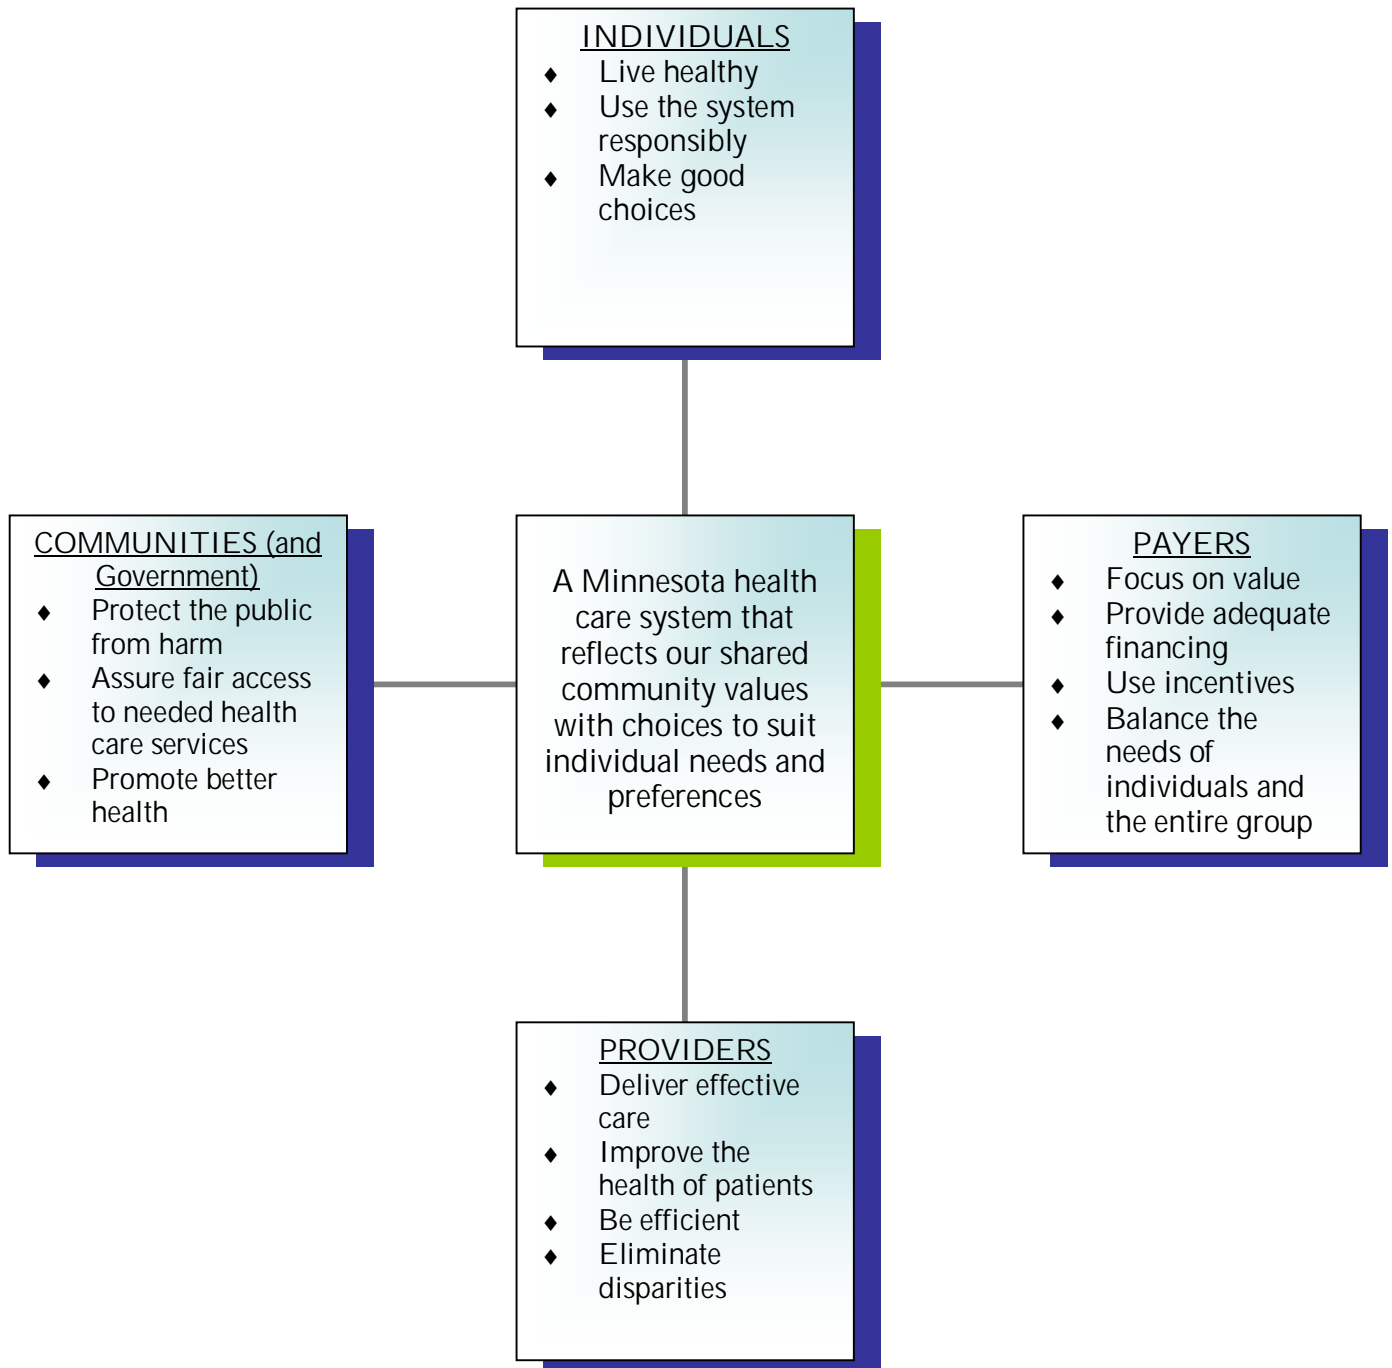 INDIVIDUALS
♦ Live healthy
♦ Use the system
responsibly
♦ Make good
choices
COMMUNITIES (and
Government)
♦ Protect the public
from harm
♦ Assure fair access
to needed health
care services
♦ Promote better
health
A Minnesota health
care system that
reflects our shared
community values
with choices to suit
individual needs and
preferences
PAYERS
♦ Focus on value
♦ Provide adequate
financing
♦ Use incentives
♦ Balance the
needs of
individuals and
the entire group
PROVIDERS
♦ Deliver effective
care
♦ Improve the
health of patients
♦ Be efficient
♦ Eliminate
disparities